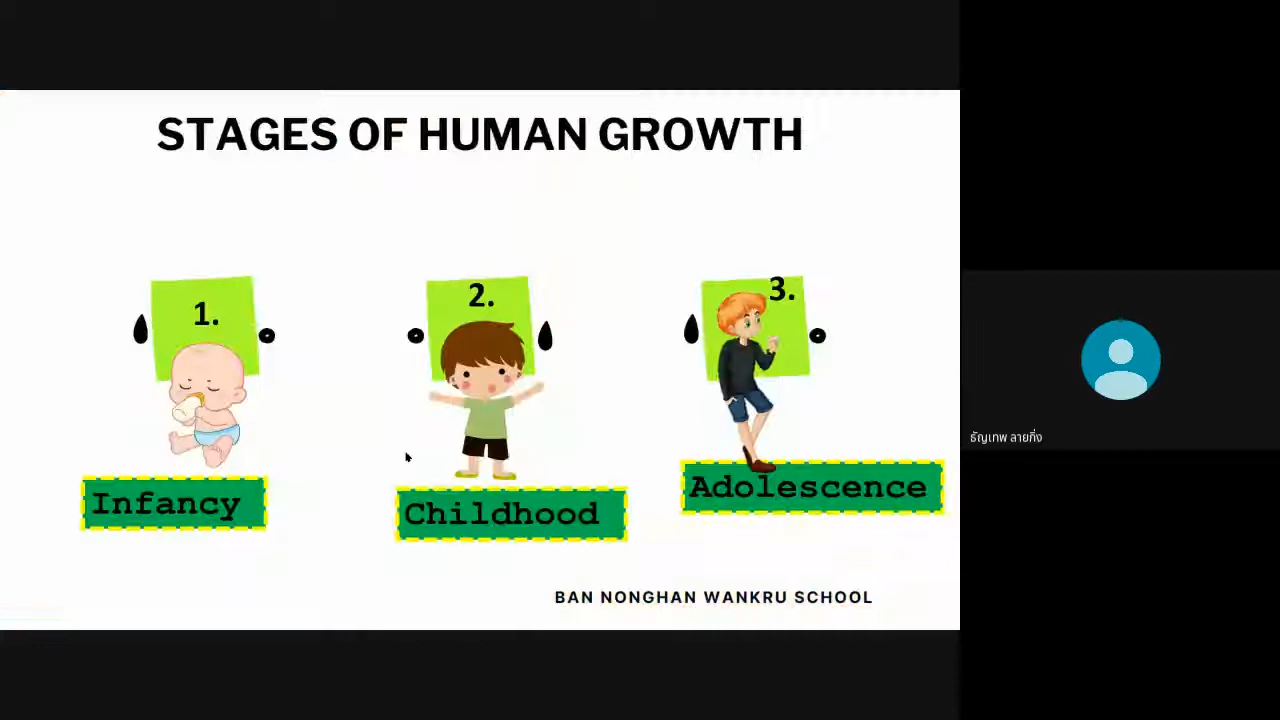 STAGES OF HUMAN GROWTH
1.
2.
3.
Infancy
Childhood
Adolescence
BAN NONGHAN WANKRU SCHOOL
ธัญเทพ ลายกิ่ง